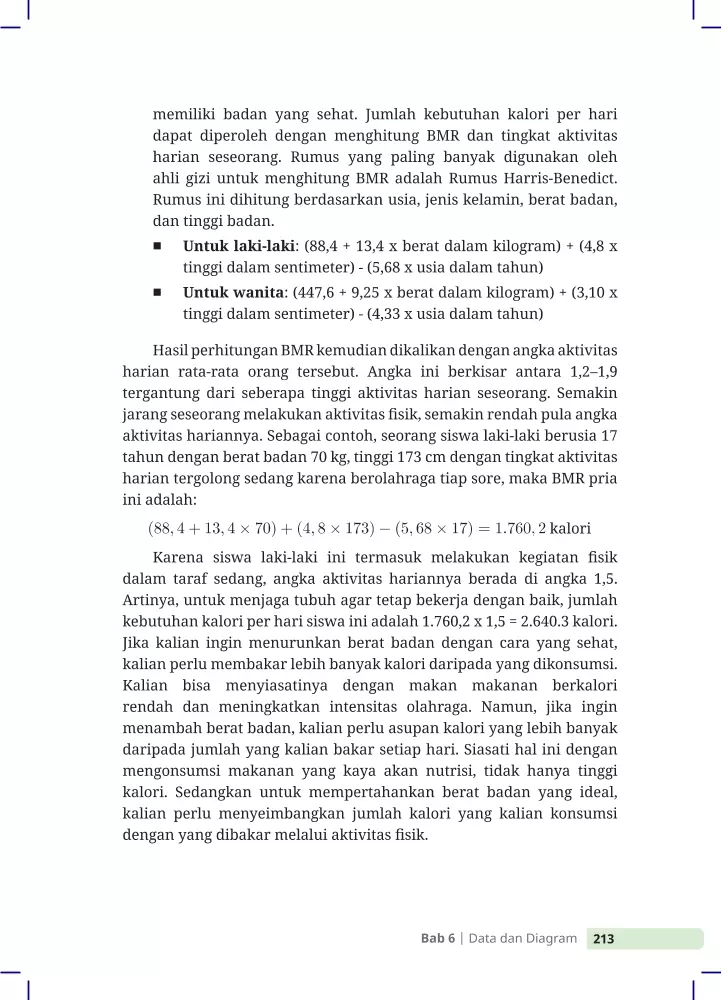 memiliki badan yang sehat. Jumlah kebutuhan kalori per hari
dapat diperoleh dengan menghitung BMR dan tingkat aktivitas
harian seseorang. Rumus yang paling banyak digunakan oleh
ahli gizi untuk menghitung BMR adalah Rumus Harris-Benedict.
Rumus ini dihitung berdasarkan usia, jenis kelamin, berat badan,
dan tinggi badan.
■ Untuk laki-laki: (88,4 + 13,4 x berat dalam kilogram) + (4,8 x
tinggi dalam sentimeter) - (5,68 x usia dalam tahun)
■ Untuk wanita: (447,6 + 9,25 x berat dalam kilogram) + (3,10 x
tinggi dalam sentimeter) - (4,33 x usia dalam tahun)
Hasil perhitungan BMR kemudian dikalikan dengan angka aktivitas
harian rata-rata orang tersebut. Angka ini berkisar antara 1,2–1,9
tergantung dari seberapa tinggi aktivitas harian seseorang. Semakin
jarang seseorang melakukan aktivitas fisik, semakin rendah pula angka
aktivitas hariannya. Sebagai contoh, seorang siswa laki-laki berusia 17
tahun dengan berat badan 70 kg, tinggi 173 cm dengan tingkat aktivitas
harian tergolong sedang karena berolahraga tiap sore, maka BMR pria
ini adalah:
(88, 4 + 13, 4 × 70) + (4, 8 × 173) − (5, 68 × 17) = 1.760, 2 kalori
Karena siswa laki-laki ini termasuk melakukan kegiatan fisik
dalam taraf sedang, angka aktivitas hariannya berada di angka 1,5.
Artinya, untuk menjaga tubuh agar tetap bekerja dengan baik, jumlah
kebutuhan kalori per hari siswa ini adalah 1.760,2 x 1,5 = 2.640.3 kalori.
Jika kalian ingin menurunkan berat badan dengan cara yang sehat,
kalian perlu membakar lebih banyak kalori daripada yang dikonsumsi.
Kalian bisa menyiasatinya dengan makan makanan berkalori
rendah dan meningkatkan intensitas olahraga. Namun, jika ingin
menambah berat badan, kalian perlu asupan kalori yang lebih banyak
daripada jumlah yang kalian bakar setiap hari. Siasati hal ini dengan
mengonsumsi makanan yang kaya akan nutrisi, tidak hanya tinggi
kalori. Sedangkan untuk mempertahankan berat badan yang ideal,
kalian perlu menyeimbangkan jumlah kalori yang kalian konsumsi
dengan yang dibakar melalui aktivitas fisik.
Bab 6 | Data dan Diagram 213